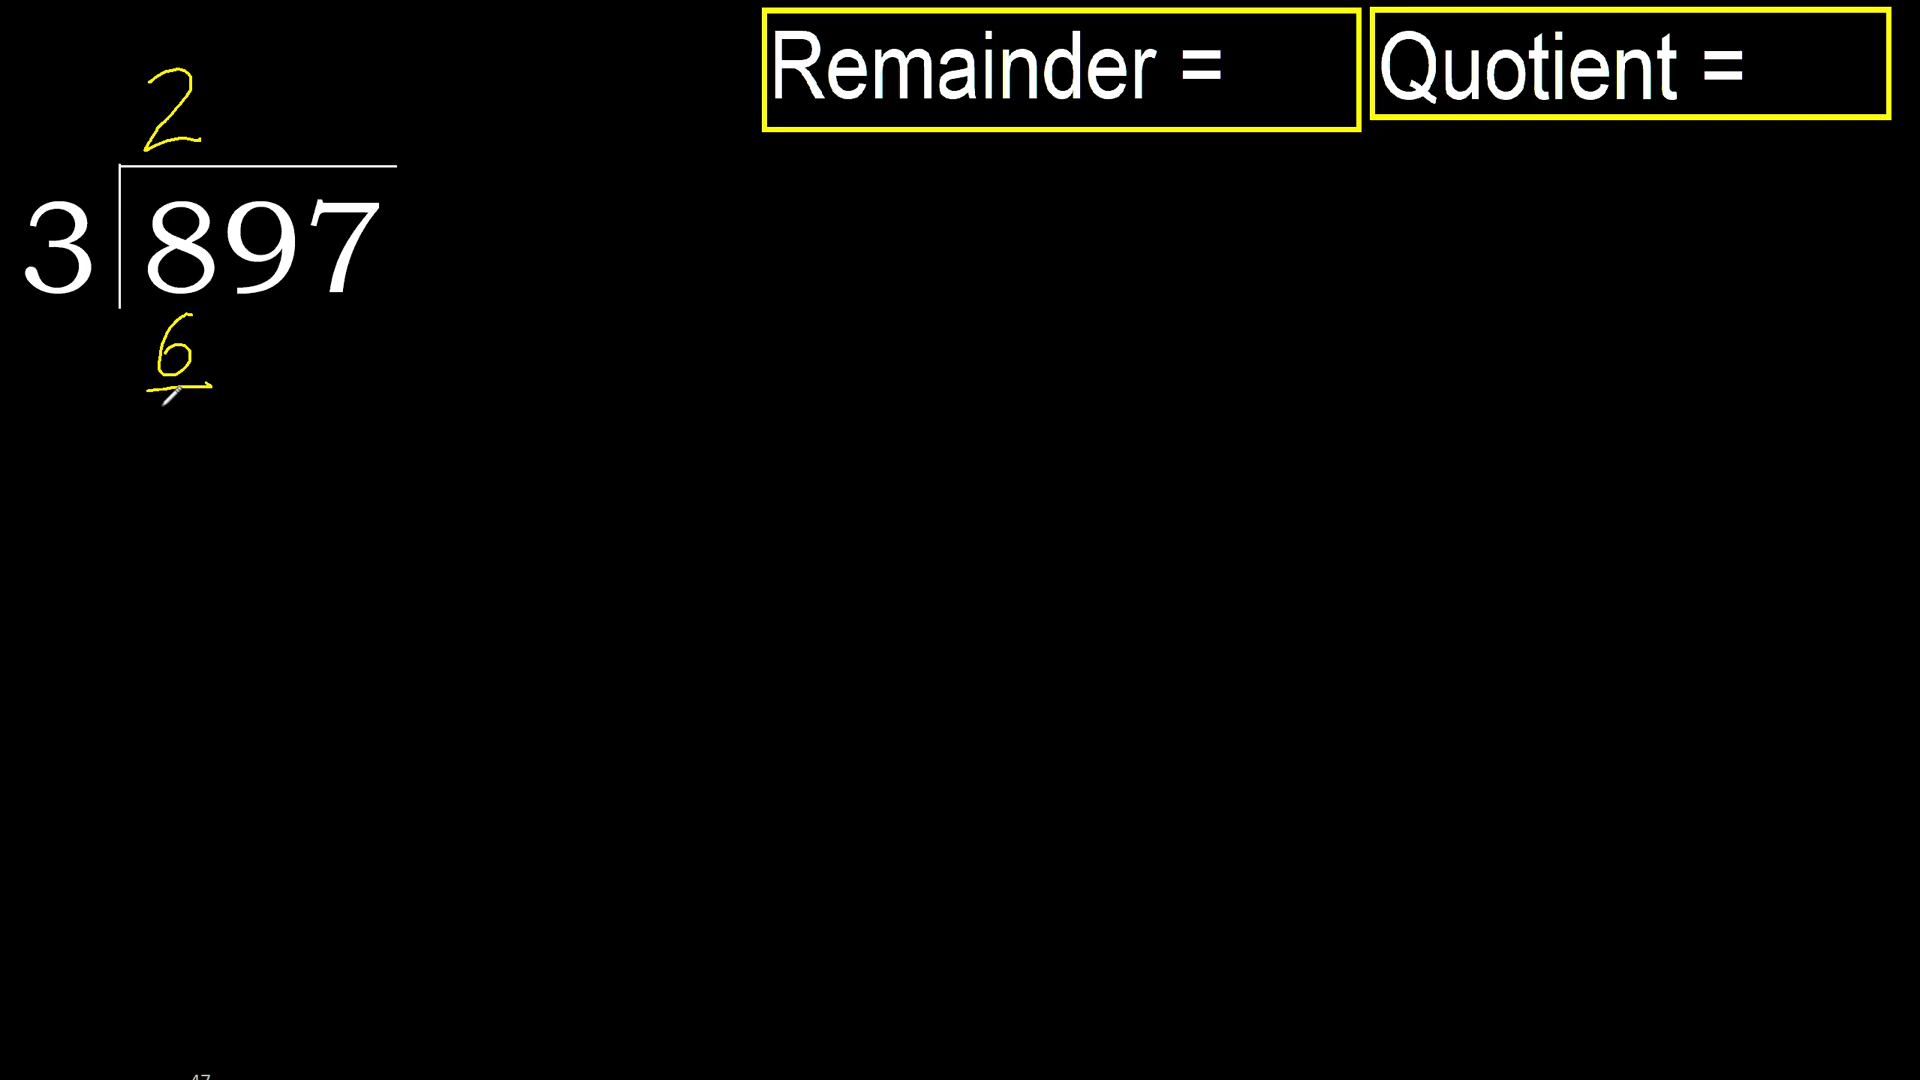 Remainder = Quotient =
2
3 897
6